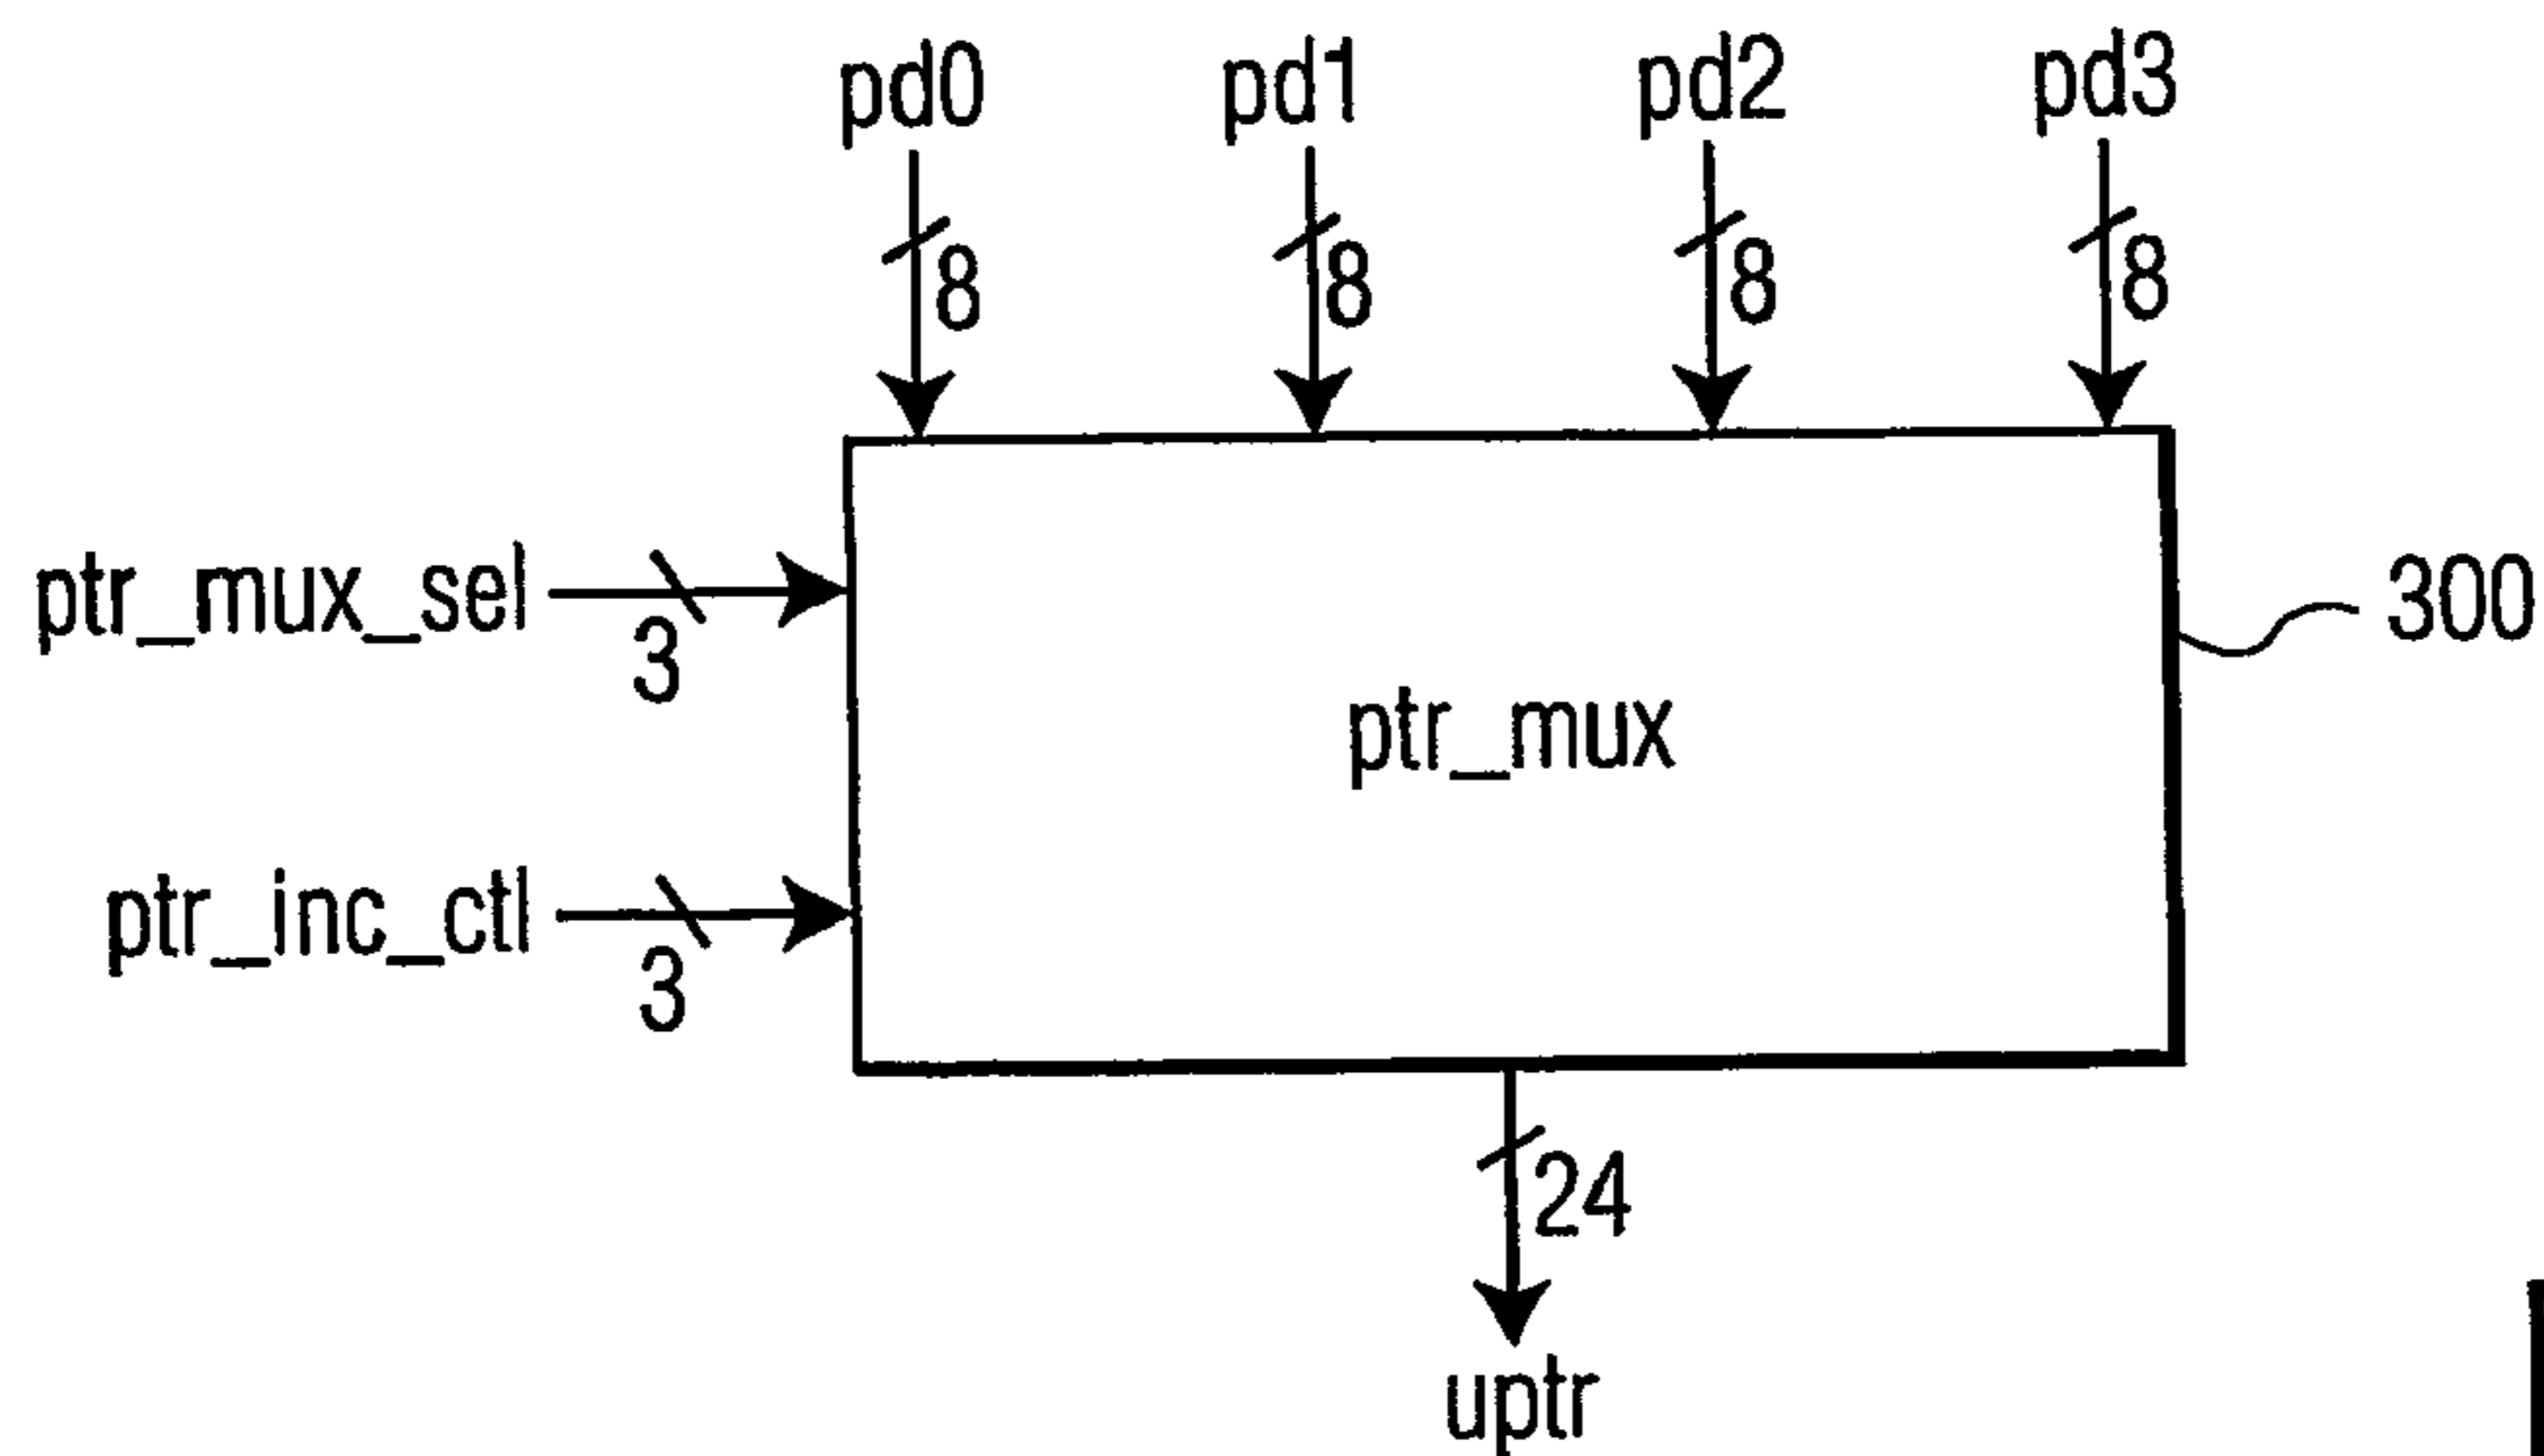 pd0 pd1 pd2 pd3
8 8 8 8
ptr_mux_sel
3
300
ptr_mux
ptr_inc_ctl
3
24
uptr